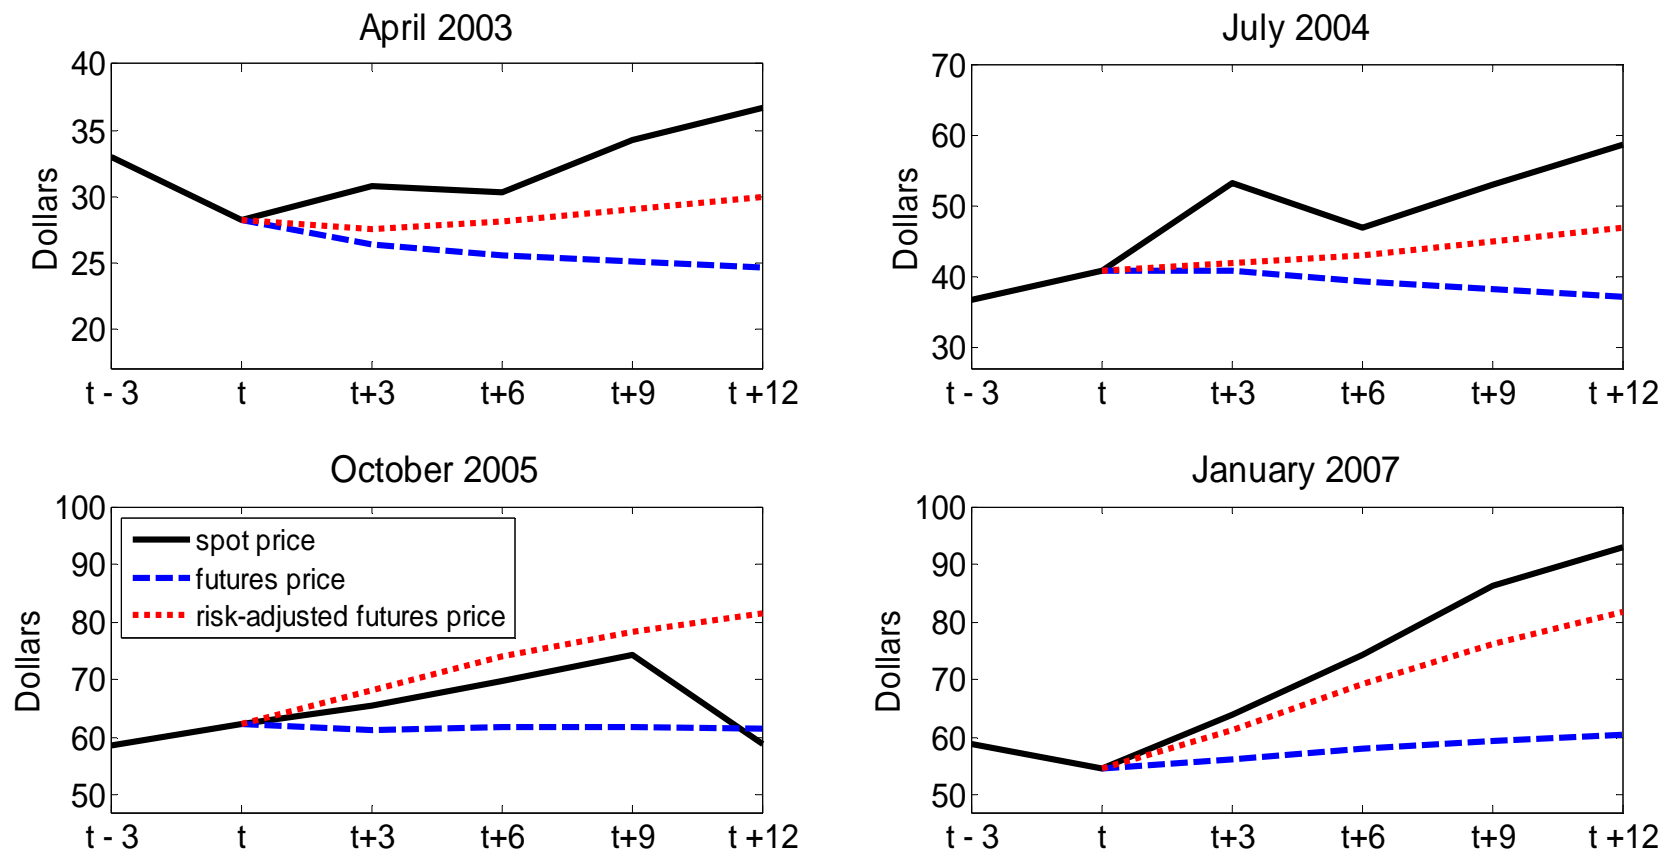 April 2003
40
35
30
25
20
Dollars
t - 3 t t+3 t+6 t+9 t +12
July 2004
70
60
50
40
30
Dollars
t - 3 t t+3 t+6 t+9 t +12
October 2005
100
90
80
70
60
50
Dollars
spot price
futures price
risk-adjusted futures price
t - 3 t t+3 t+6 t+9 t +12
January 2007
100
90
80
70
60
50
Dollars
t - 3 t t+3 t+6 t+9 t +12